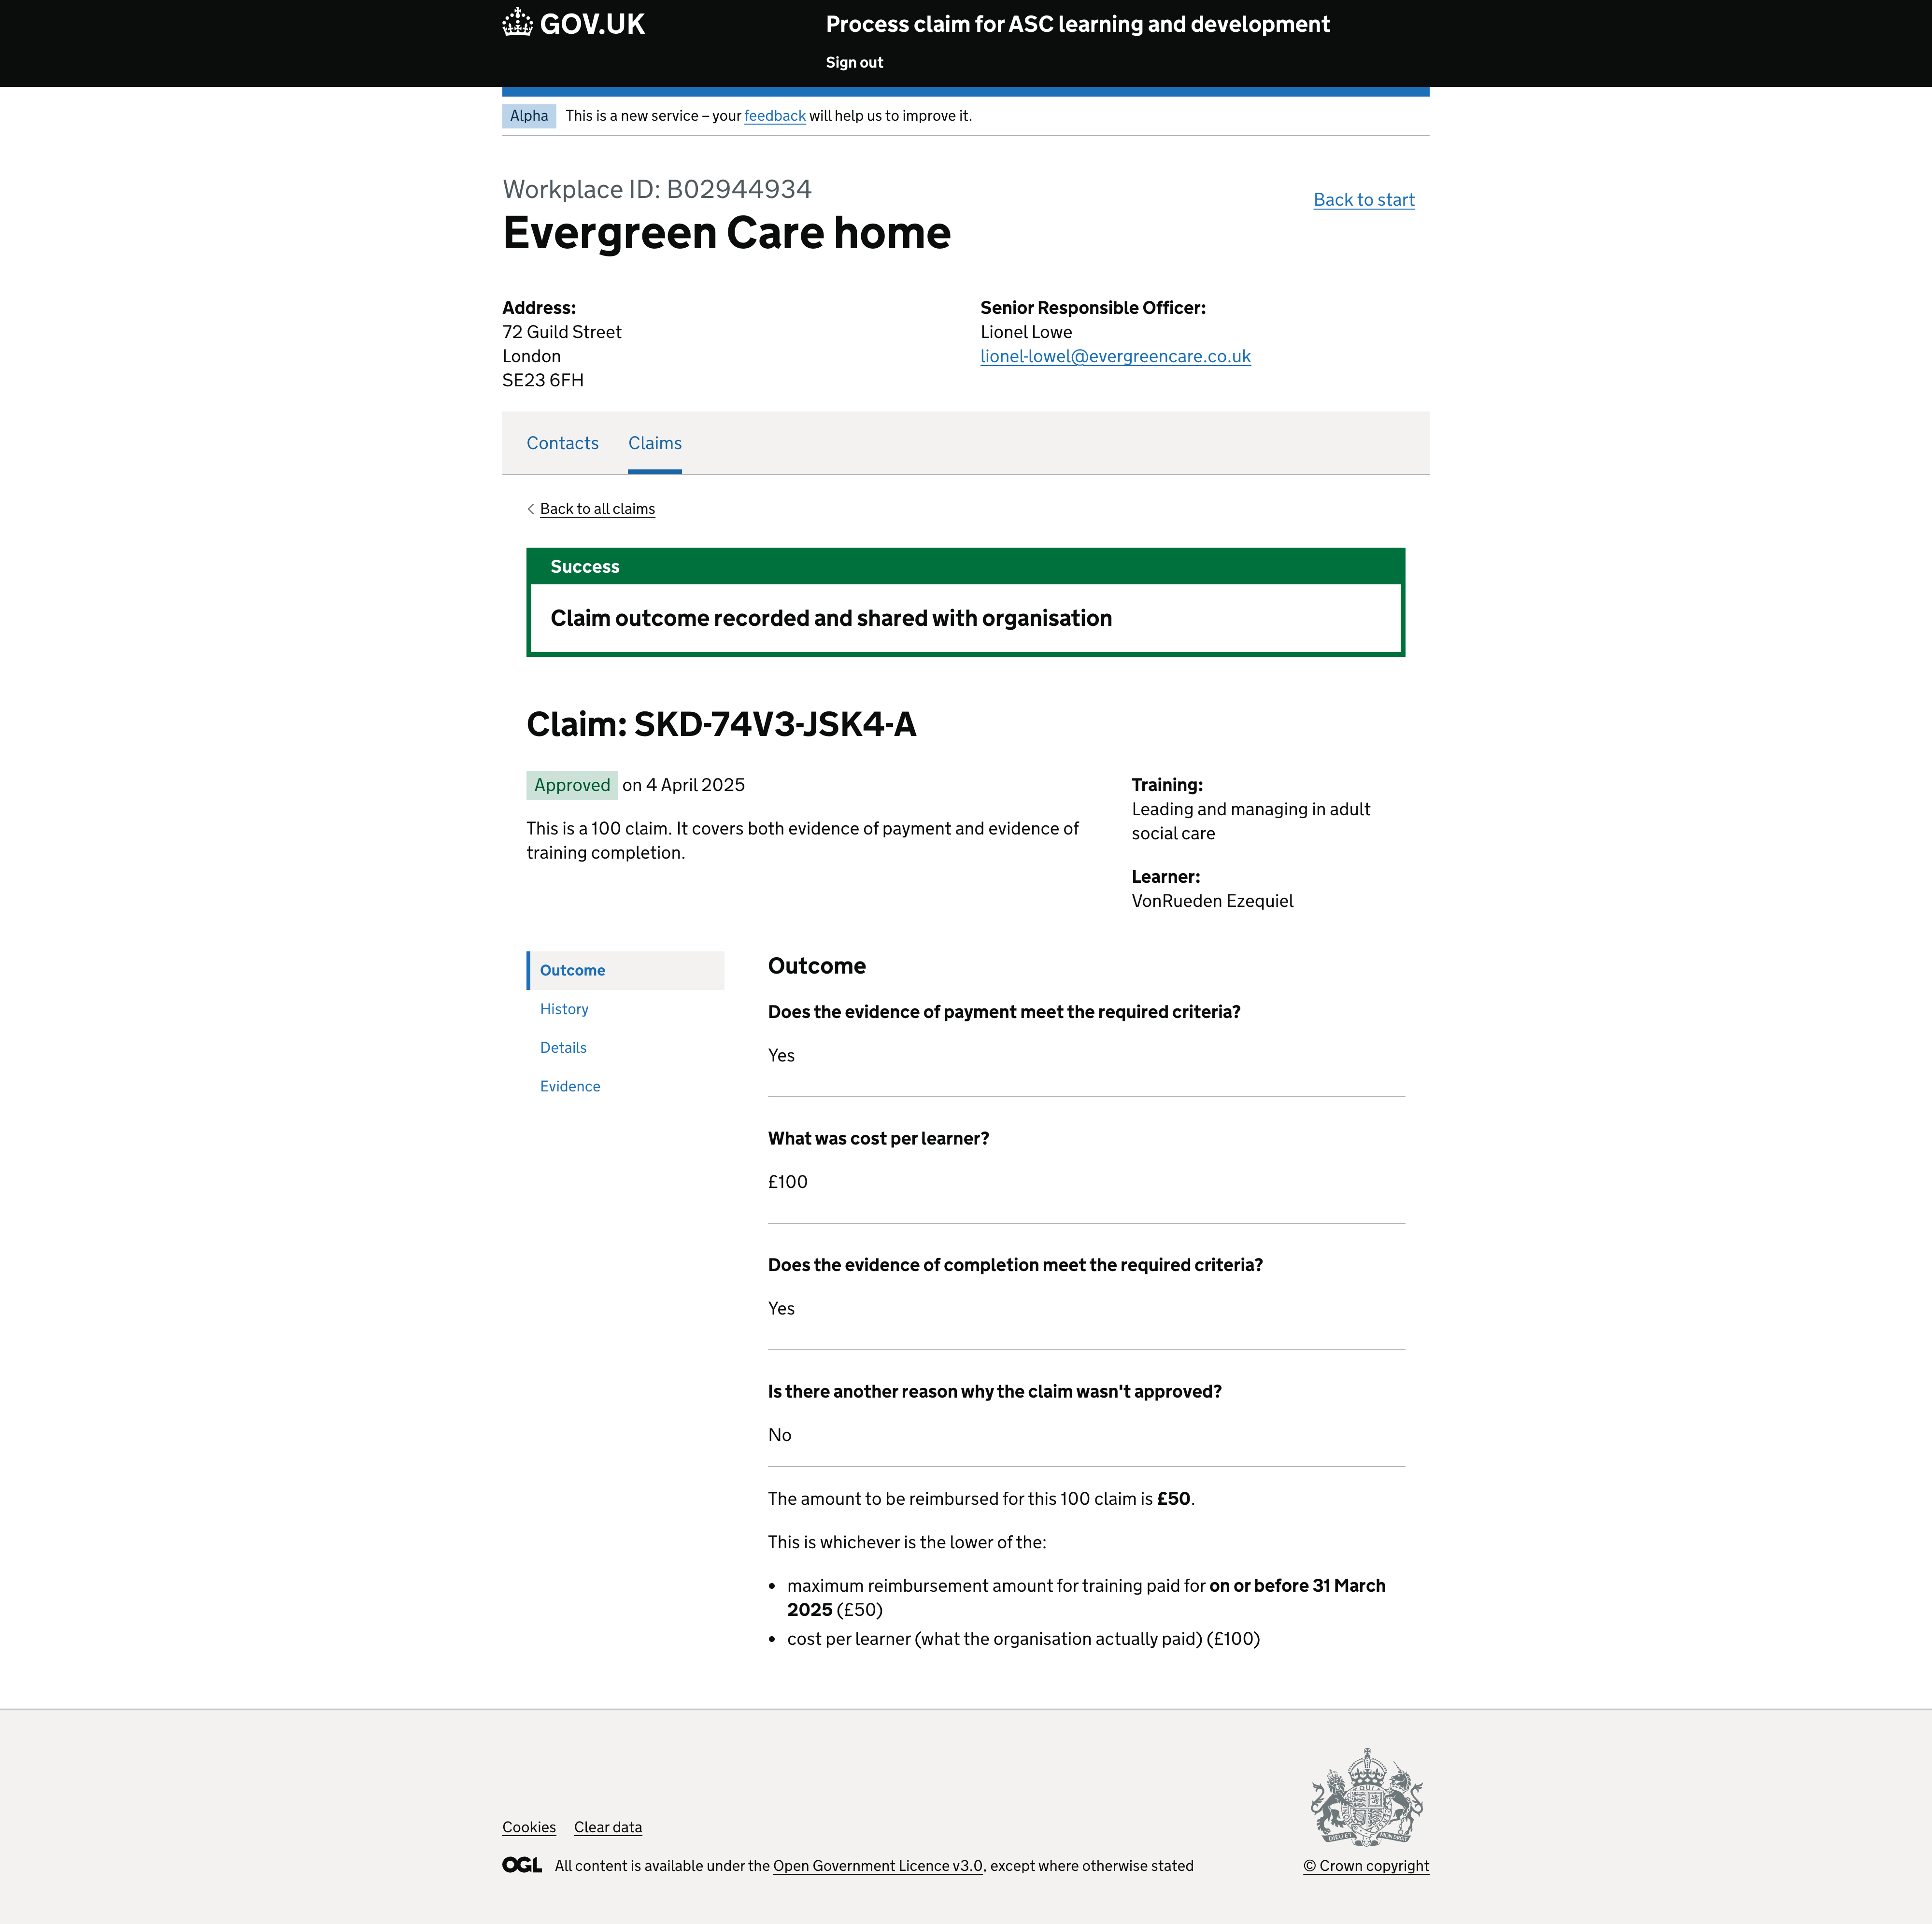 GOV.UK
Process claim for ASC learning and development
Sign out
Alpha This is a new service – your feedback will help us to improve it.
Workplace ID: B02944934
Evergreen Care home
Back to start
Address:
72 Guild Street
London
SE23 6FH
Senior Responsible Officer:
Lionel Lowe
lionel-lowel@evergreencare.co.uk
Contacts Claims
Back to all claims
Success
Claim outcome recorded and shared with organisation
Claim: SKD-74V3-JSK4-A
Approved on 4 April 2025
This is a 100 claim. It covers both evidence of payment and evidence of
training completion.
Training:
Leading and managing in adult
social care
Learner:
VonRueden Ezequiel
Outcome
History
Details
Evidence
Outcome
Does the evidence of payment meet the required criteria?
Yes
What was cost per learner?
£100
Does the evidence of completion meet the required criteria?
Yes
Is there another reason why the claim wasn't approved?
No
The amount to be reimbursed for this 100 claim is £50.
This is whichever is the lower of the:
• maximum reimbursement amount for training paid for on or before 31 March
2025 (£50)
• cost per learner (what the organisation actually paid) (£100)
Cookies Clear data
OGL All content is available under the Open Government Licence v3.0, except where otherwise stated
© Crown copyright